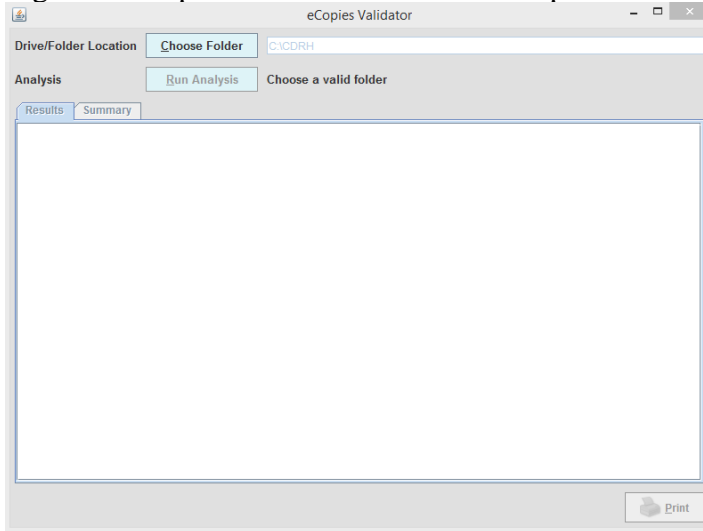 eCopies Validator
Drive/Folder Location Choose Folder C:\CDRH
Analysis Run Analysis Choose a valid folder
Results Summary
Print